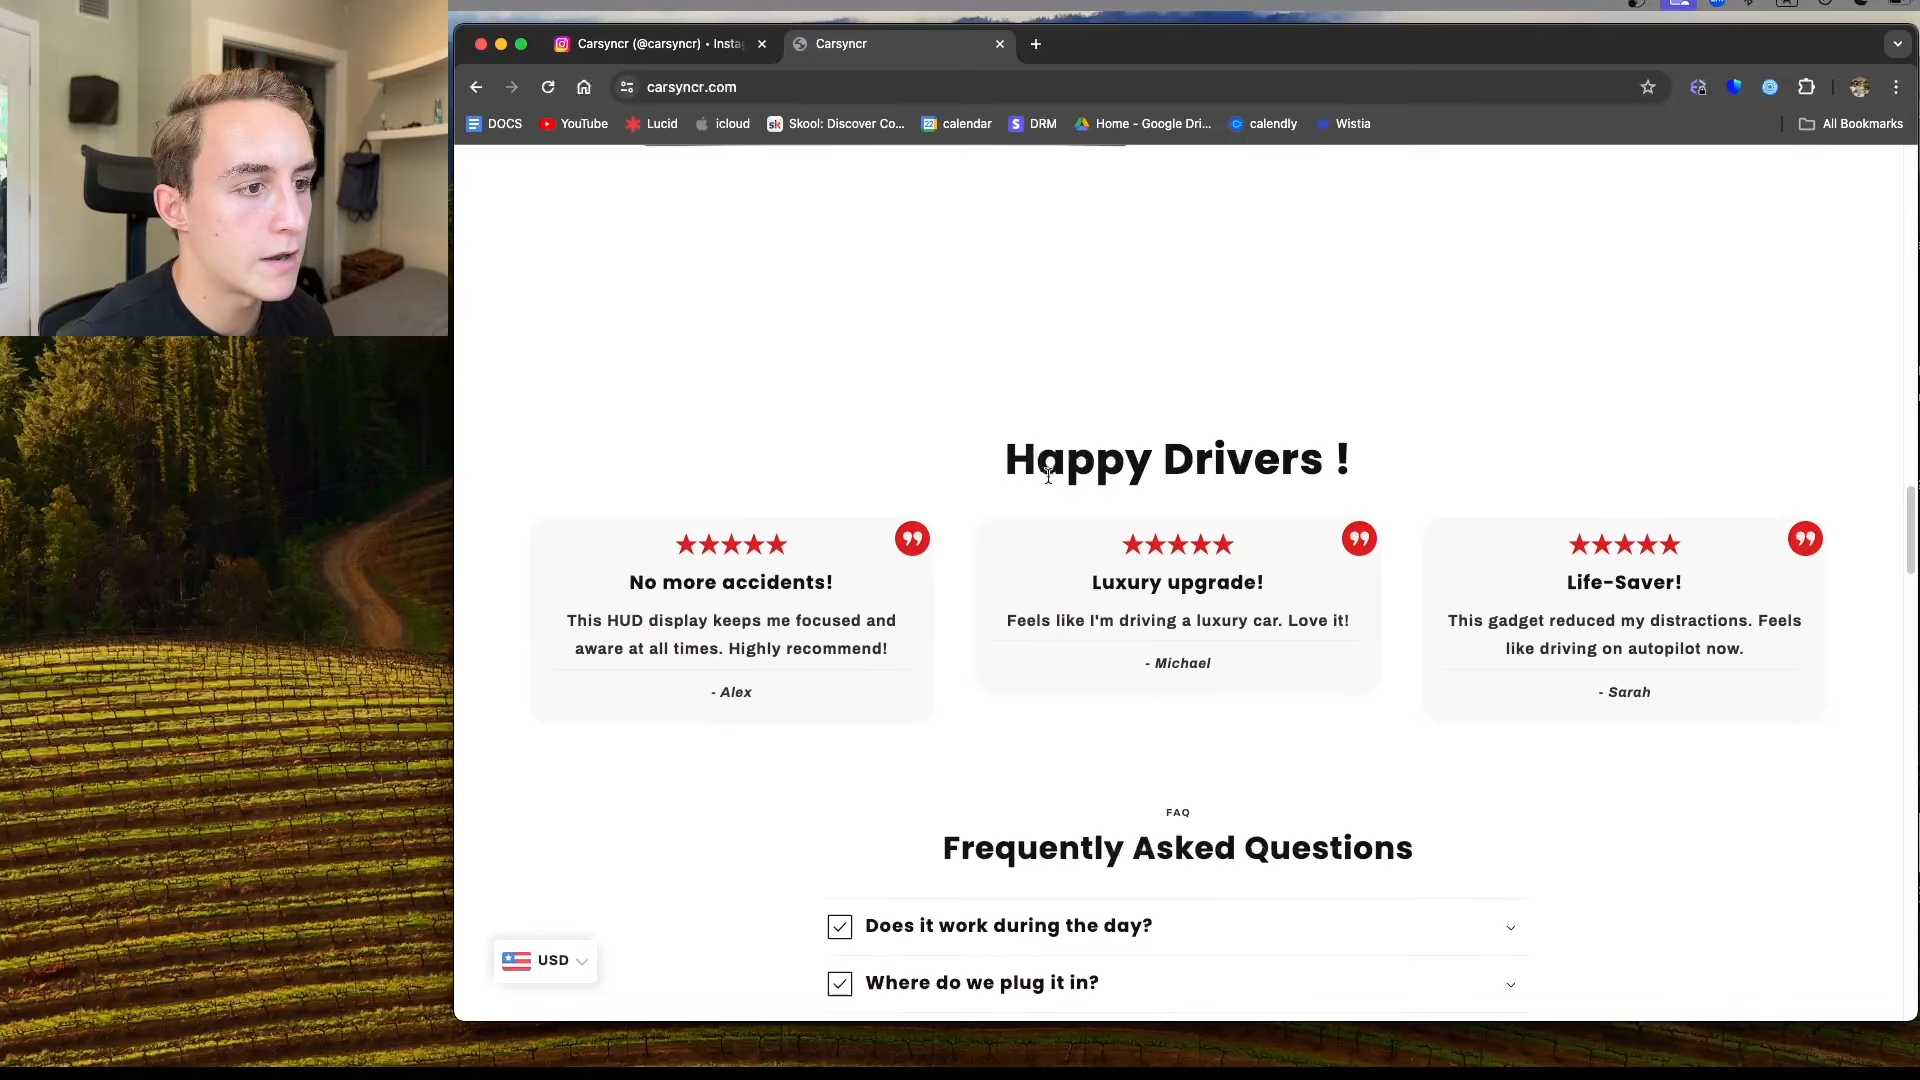 Carsyncr (@carsyncr) • Insta
Carsyncr
carsyncr.com
DOCS
YouTube
Lucid
icloud
Skool: Discover Co...
calendar
DRM
Home - Google Dri...
calendly
Wistia
All Bookmarks
Happy Drivers !
No more accidents!
This HUD display keeps me focused and
aware at all times. Highly recommend!
- Alex
Luxury upgrade!
Feels like I'm driving a luxury car. Love it!
- Michael
Life-Saver!
This gadget reduced my distractions. Feels
like driving on autopilot now.
- Sarah
FAQ
Frequently Asked Questions
Does it work during the day?
Where do we plug it in?
USD